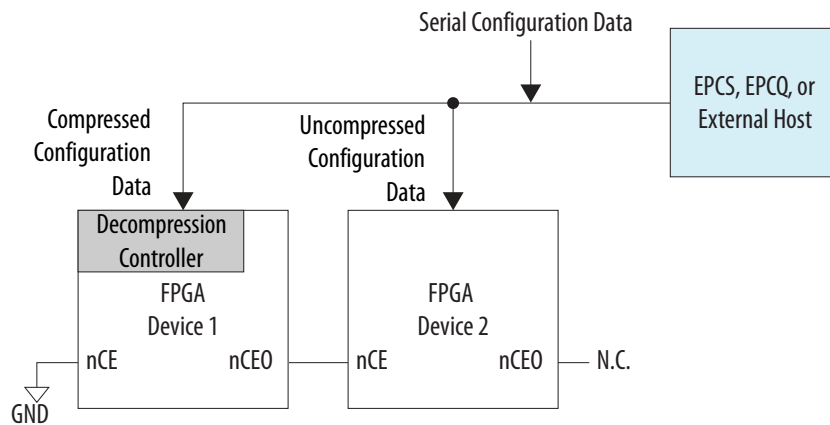 Serial Configuration Data
EPCS, EPCQ, or
External Host
Compressed
Configuration
Data
Uncompressed
Configuration
Data
Decompression
Controller
FPGA
Device 1
nCE
nCEO
FPGA
Device 2
nCE
nCEO
N.C.
GND